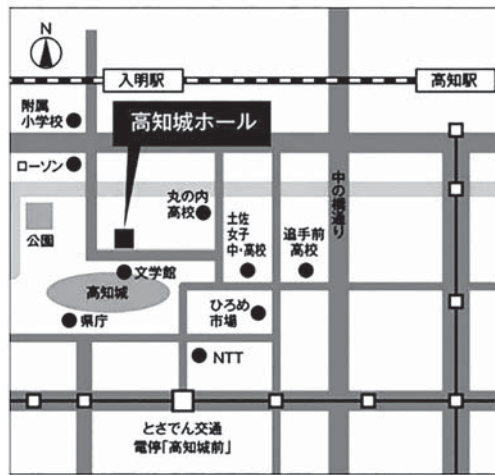 N
入明駅
高知駅
附属
小学校
高知城ホール
ローソン
丸の内
高校
土佐
女子
中・高校
追手前
高校
中の橋通り
公園
文学館
高知城
ひろめ
市場
県庁
NTT
とさでん交通
電停「高知城前」